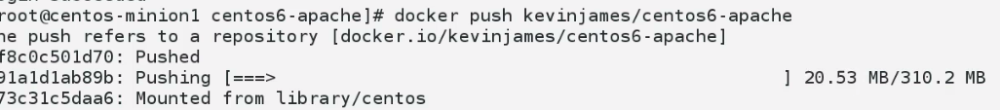 root@centos-minion1 centos6-apache]# docker push kevinjames/centos6-apache
he push refers to a repository [docker.io/kevinjames/centos6-apache]
f8c0c501d70: Pushed
91a1d1ab89b: Pushing [===> ] 20.53 MB/310.2 MB
73c31c5daa6: Mounted from library/centos